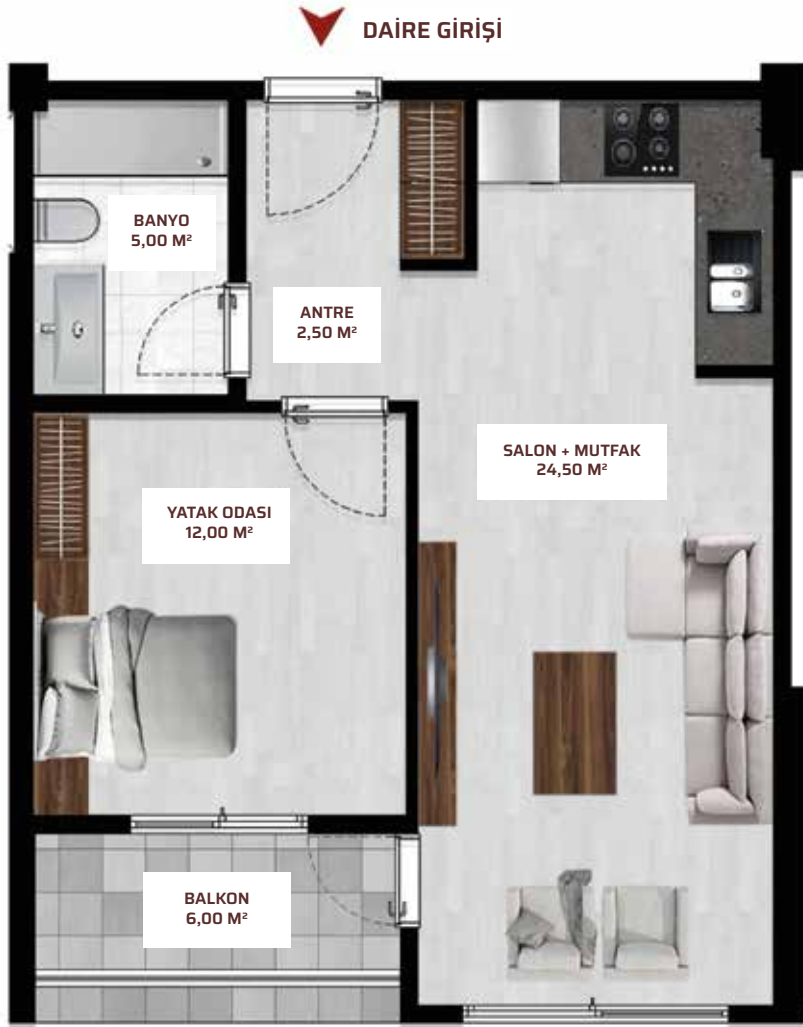 DAİRE GİRİŞİ
BANYO
5,00 M²
ANTRE
2,50 M²
SALON + MUTFAK
24,50 M²
YATAK ODASI
12,00 M²
BALKON
6,00 M²